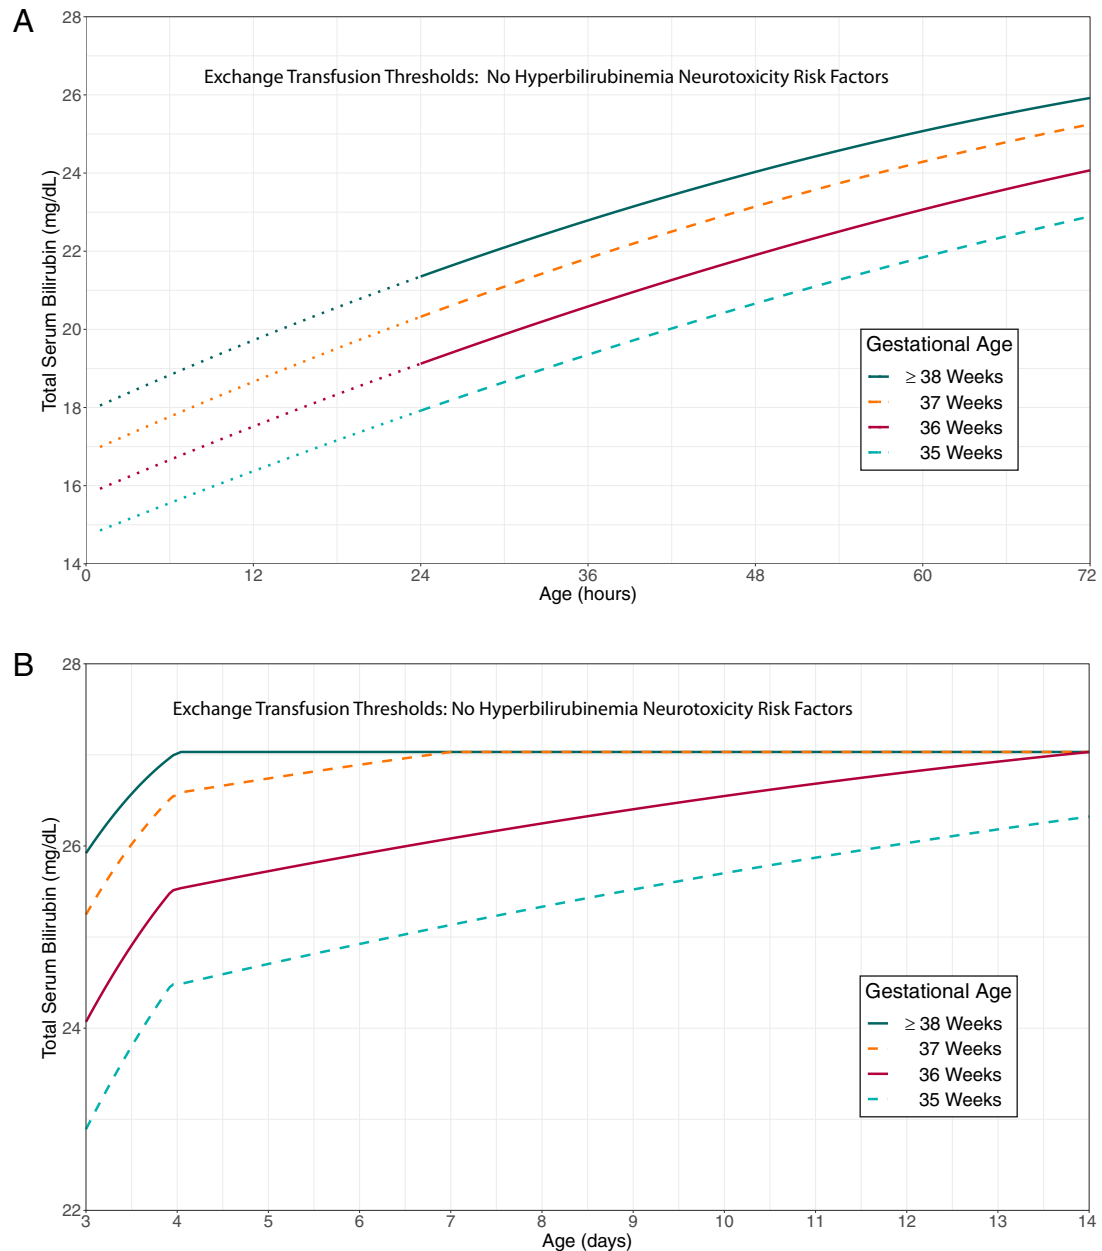 A
Exchange Transfusion Thresholds:  No Hyperbilirubinemia Neurotoxicity Risk Factors
Total Serum Bilirubin (mg/dL)
28
26
24
22
20
18
16
14
0 12 24 36 48 60 72
Age (hours)
Gestational Age
≥ 38 Weeks
37 Weeks
36 Weeks
35 Weeks
B
Exchange Transfusion Thresholds: No Hyperbilirubinemia Neurotoxicity Risk Factors
Total Serum Bilirubin (mg/dL)
28
26
24
22
3 4 5 6 7 8 9 10 11 12 13 14
Age (days)
Gestational Age
≥ 38 Weeks
37 Weeks
36 Weeks
35 Weeks